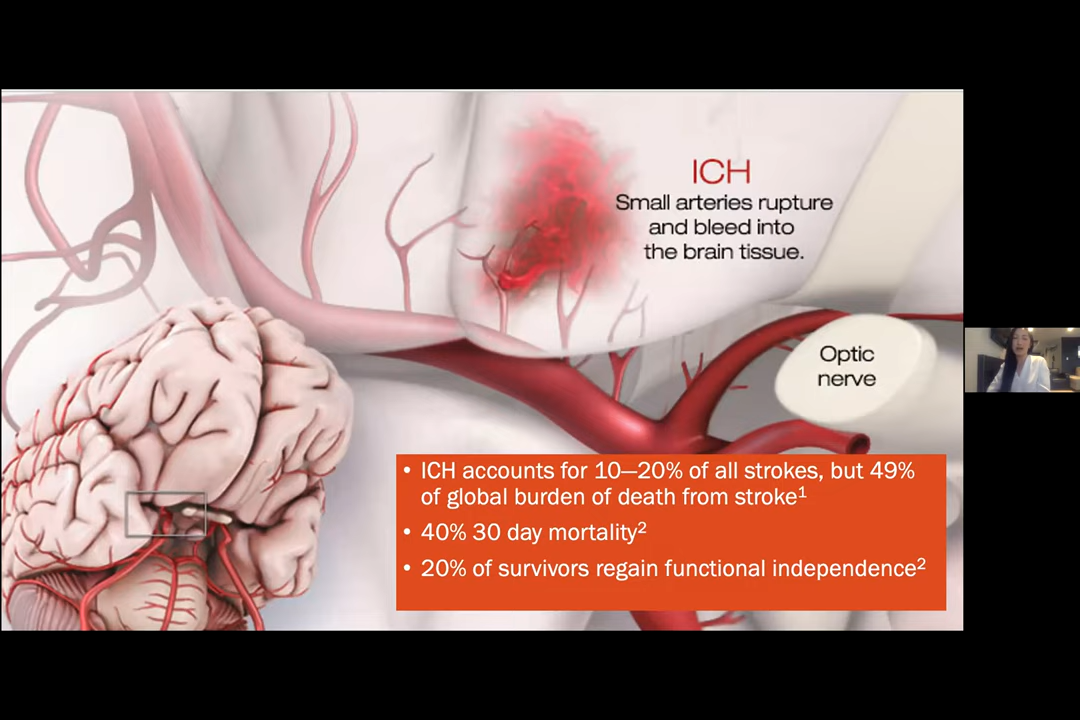 ICH
Small arteries rupture
and bleed into
the brain tissue.
Optic
nerve
• ICH accounts for 10—20% of all strokes, but 49%
of global burden of death from stroke¹
• 40% 30 day mortality²
• 20% of survivors regain functional independence²